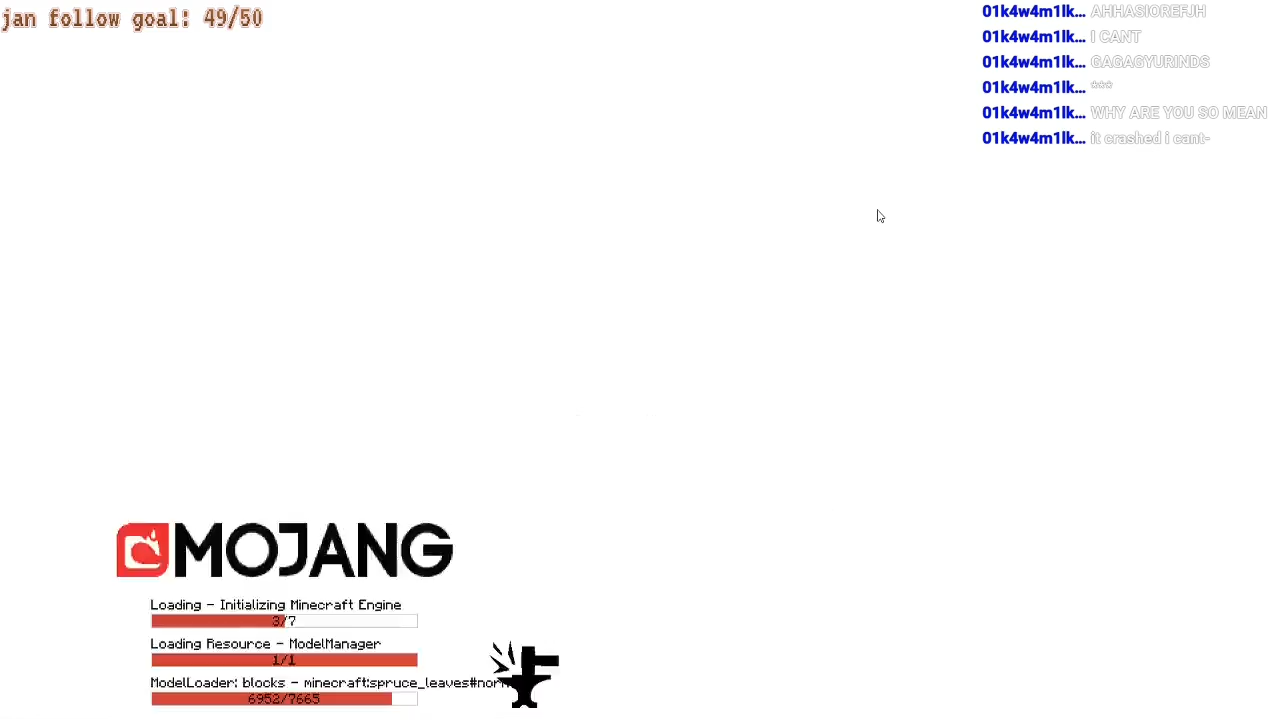 jan follow goal: 49/50
01k4w4m1lk... AHHASIOREFJH
01k4w4m1lk... I CANT
01k4w4m1lk... GAGAGYURINDS
01k4w4m1lk... ***
01k4w4m1lk... WHY ARE YOU SO MEAN
01k4w4m1lk... it crashed i cant-
MOJANG
Loading - Initializing Minecraft Engine
3/7
Loading Resource - ModelManager
1/1
ModelLoader: blocks - minecraft:spruce_leaves#nor
6952/7665